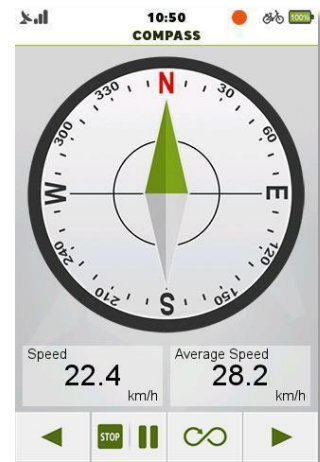 10:50
100%
COMPASS
N
30
60
E
150
S
210
240
W
300
330
Speed
22.4
km/h
Average Speed
28.2
km/h
STOP